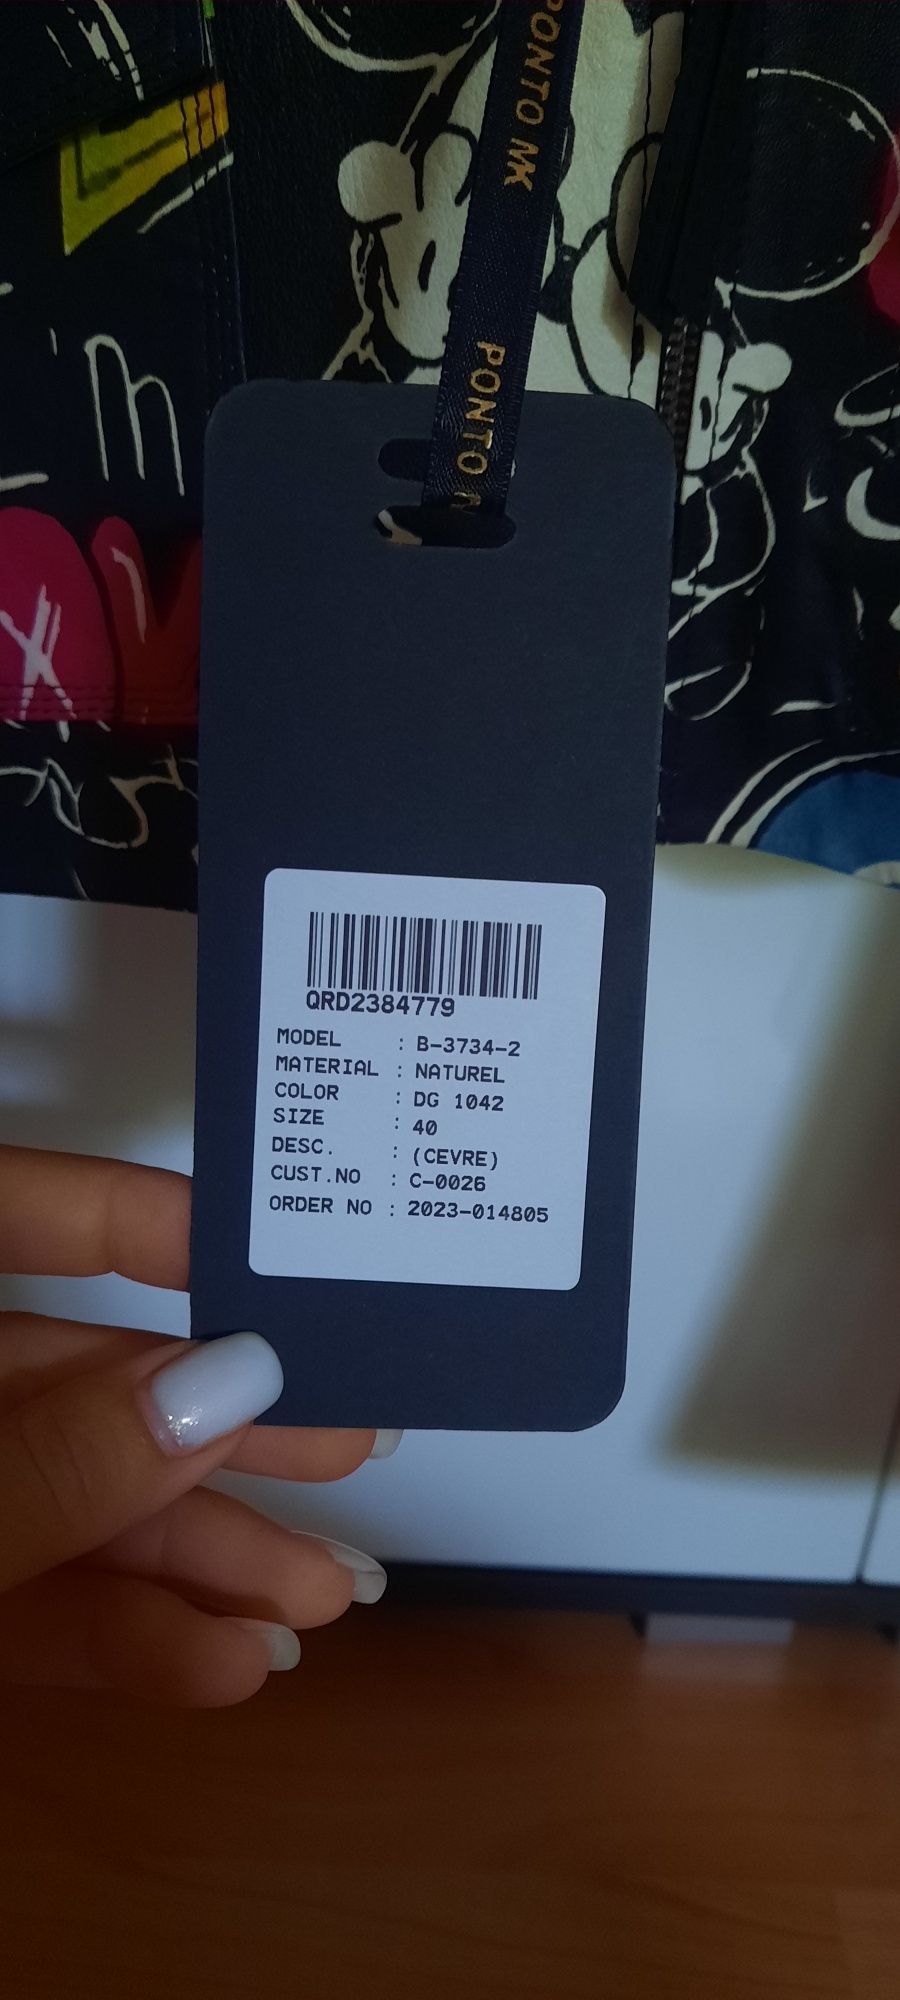 PONTO MK
PONTO
m
X
QRD2384779
MODEL : B-3734-2
MATERIAL : NATUREL
COLOR : DG 1042
SIZE : 40
DESC. : (CEVRE)
CUST.NO : C-0026
ORDER NO : 2023-014805